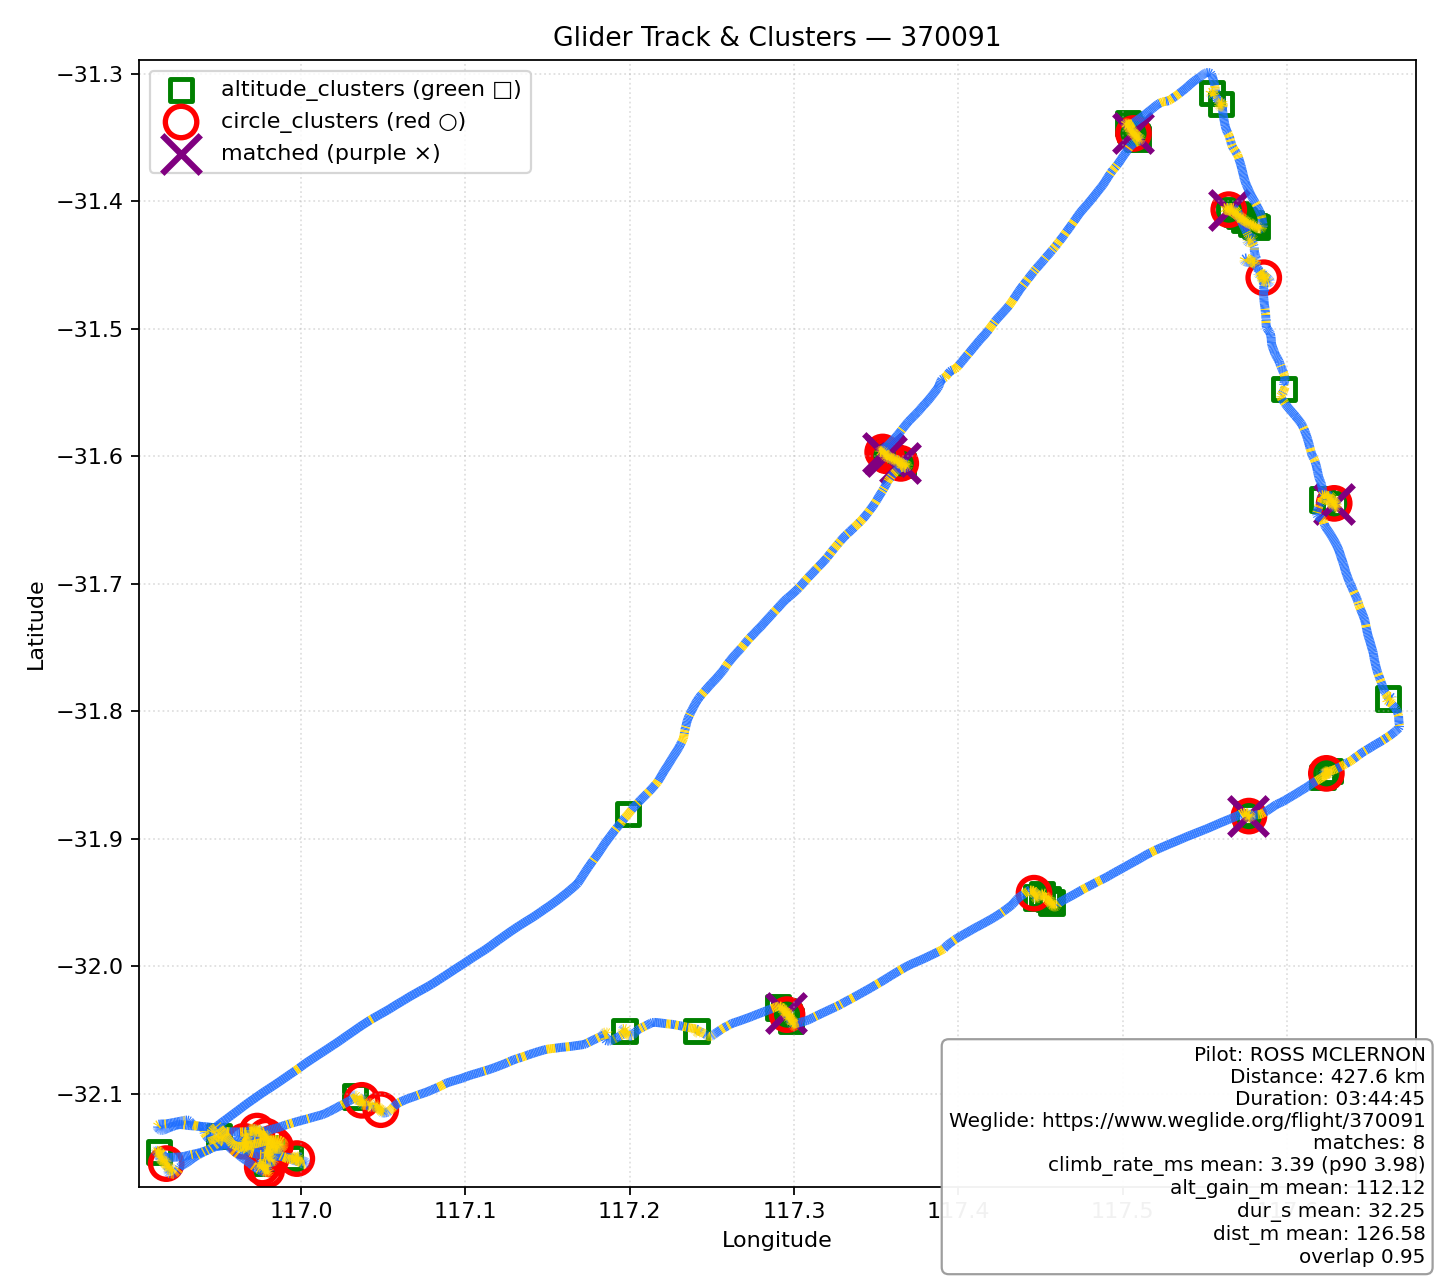 Glider Track & Clusters — 370091
altitude_clusters (green □)
circle_clusters (red ○)
matched (purple ×)
Latitude
−31.3
−31.4
−31.5
−31.6
−31.7
−31.8
−31.9
−32.0
−32.1
117.0
117.1
117.2
117.3
117.4
117.5
Longitude
Pilot: ROSS MCLERNON
Distance: 427.6 km
Duration: 03:44:45
Weglide: https://www.weglide.org/flight/370091
matches: 8
climb_rate_ms mean: 3.39 (p90 3.98)
alt_gain_m mean: 112.12
dur_s mean: 32.25
dist_m mean: 126.58
overlap 0.95